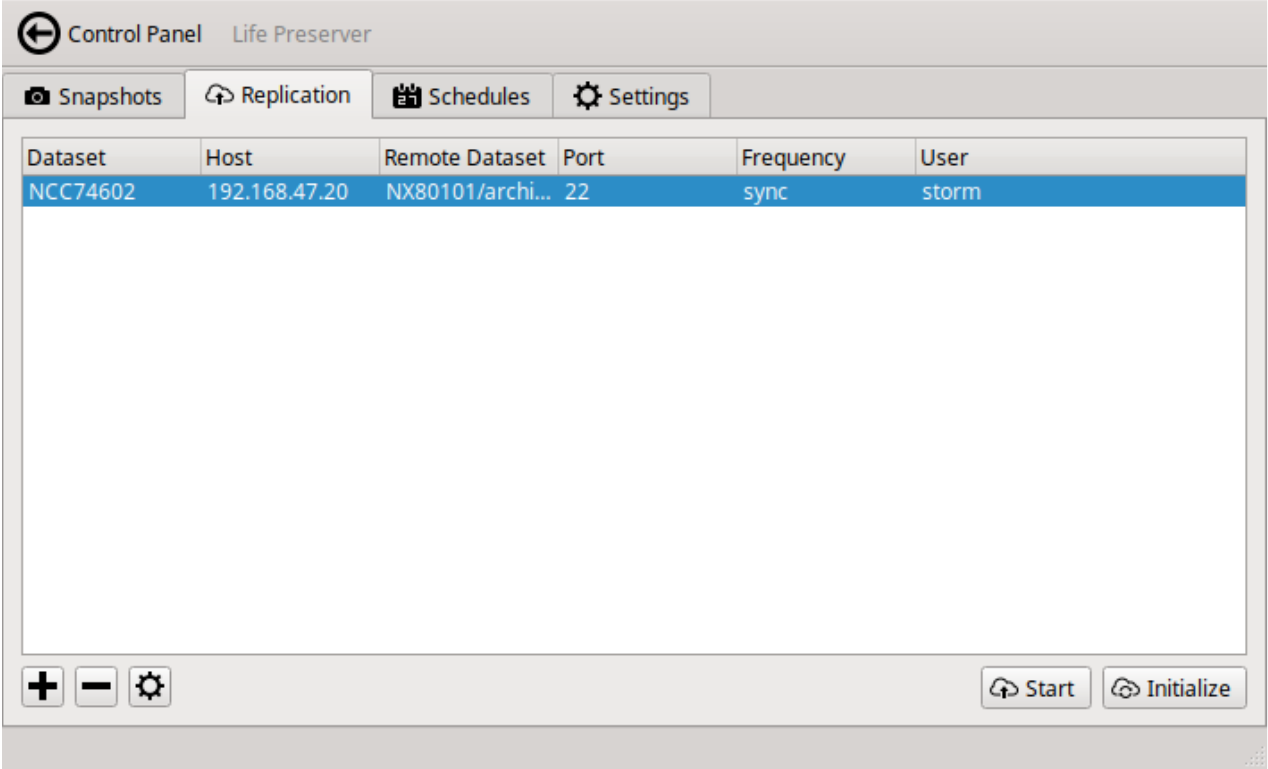 Control Panel Life Preserver
Snapshots Replication Schedules Settings
Dataset Host Remote Dataset Port Frequency User
NCC74602 192.168.47.20 NX80101/archi... 22 sync storm
Start Initialize